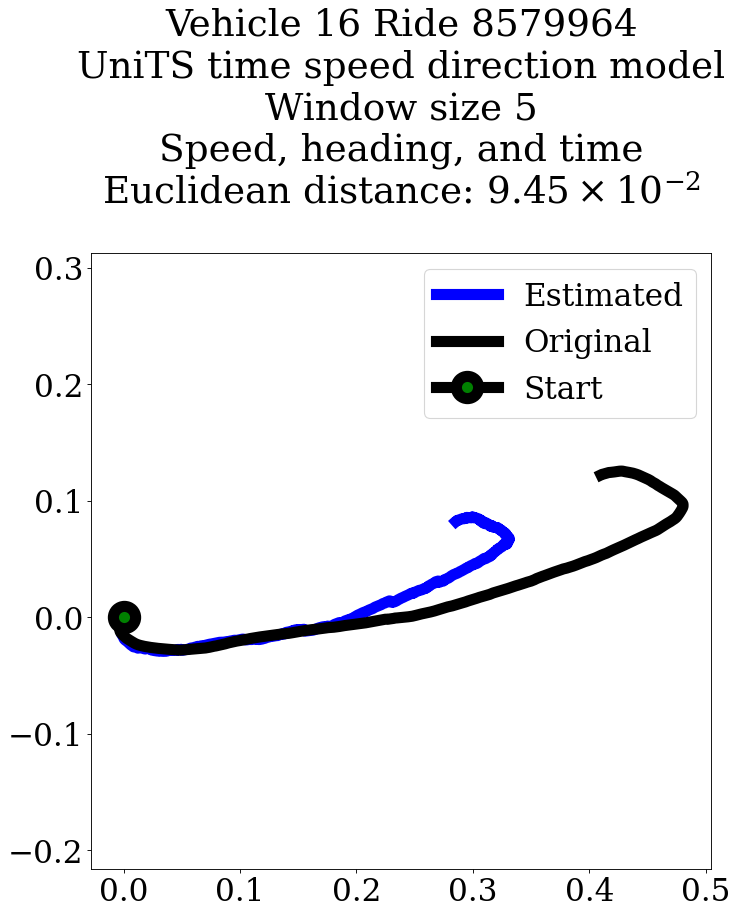 Vehicle 16 Ride 8579964
UniTS time speed direction model
Window size 5
Speed, heading, and time
Euclidean distance: 9.45 × 10⁻²
Estimated
Original
Start
0.3
0.2
0.1
0.0
−0.1
−0.2
0.0 0.1 0.2 0.3 0.4 0.5